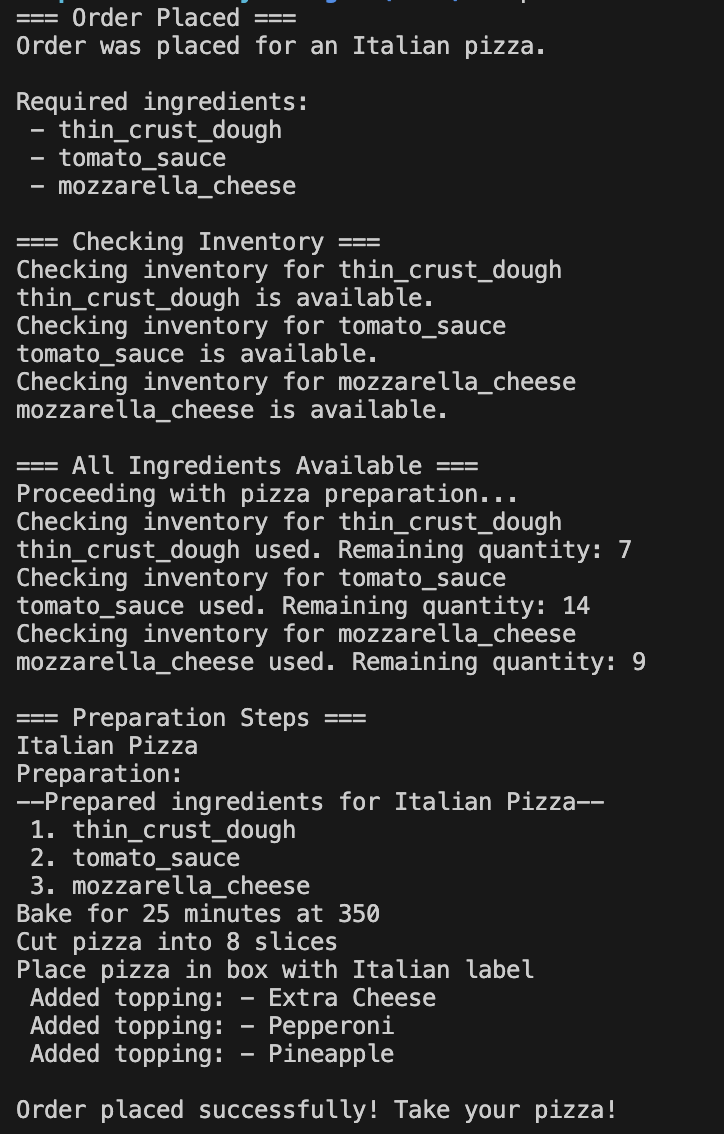 === Order Placed ===
Order was placed for an Italian pizza.

Required ingredients:
 - thin_crust_dough
 - tomato_sauce
 - mozzarella_cheese

=== Checking Inventory ===
Checking inventory for thin_crust_dough
thin_crust_dough is available.
Checking inventory for tomato_sauce
tomato_sauce is available.
Checking inventory for mozzarella_cheese
mozzarella_cheese is available.

=== All Ingredients Available ===
Proceeding with pizza preparation...
Checking inventory for thin_crust_dough
thin_crust_dough used. Remaining quantity: 7
Checking inventory for tomato_sauce
tomato_sauce used. Remaining quantity: 14
Checking inventory for mozzarella_cheese
mozzarella_cheese used. Remaining quantity: 9

=== Preparation Steps ===
Italian Pizza
Preparation:
--Prepared ingredients for Italian Pizza--
 1. thin_crust_dough
 2. tomato_sauce
 3. mozzarella_cheese
Bake for 25 minutes at 350
Cut pizza into 8 slices
Place pizza in box with Italian label
 Added topping: - Extra Cheese
 Added topping: - Pepperoni
 Added topping: - Pineapple

Order placed successfully! Take your pizza!